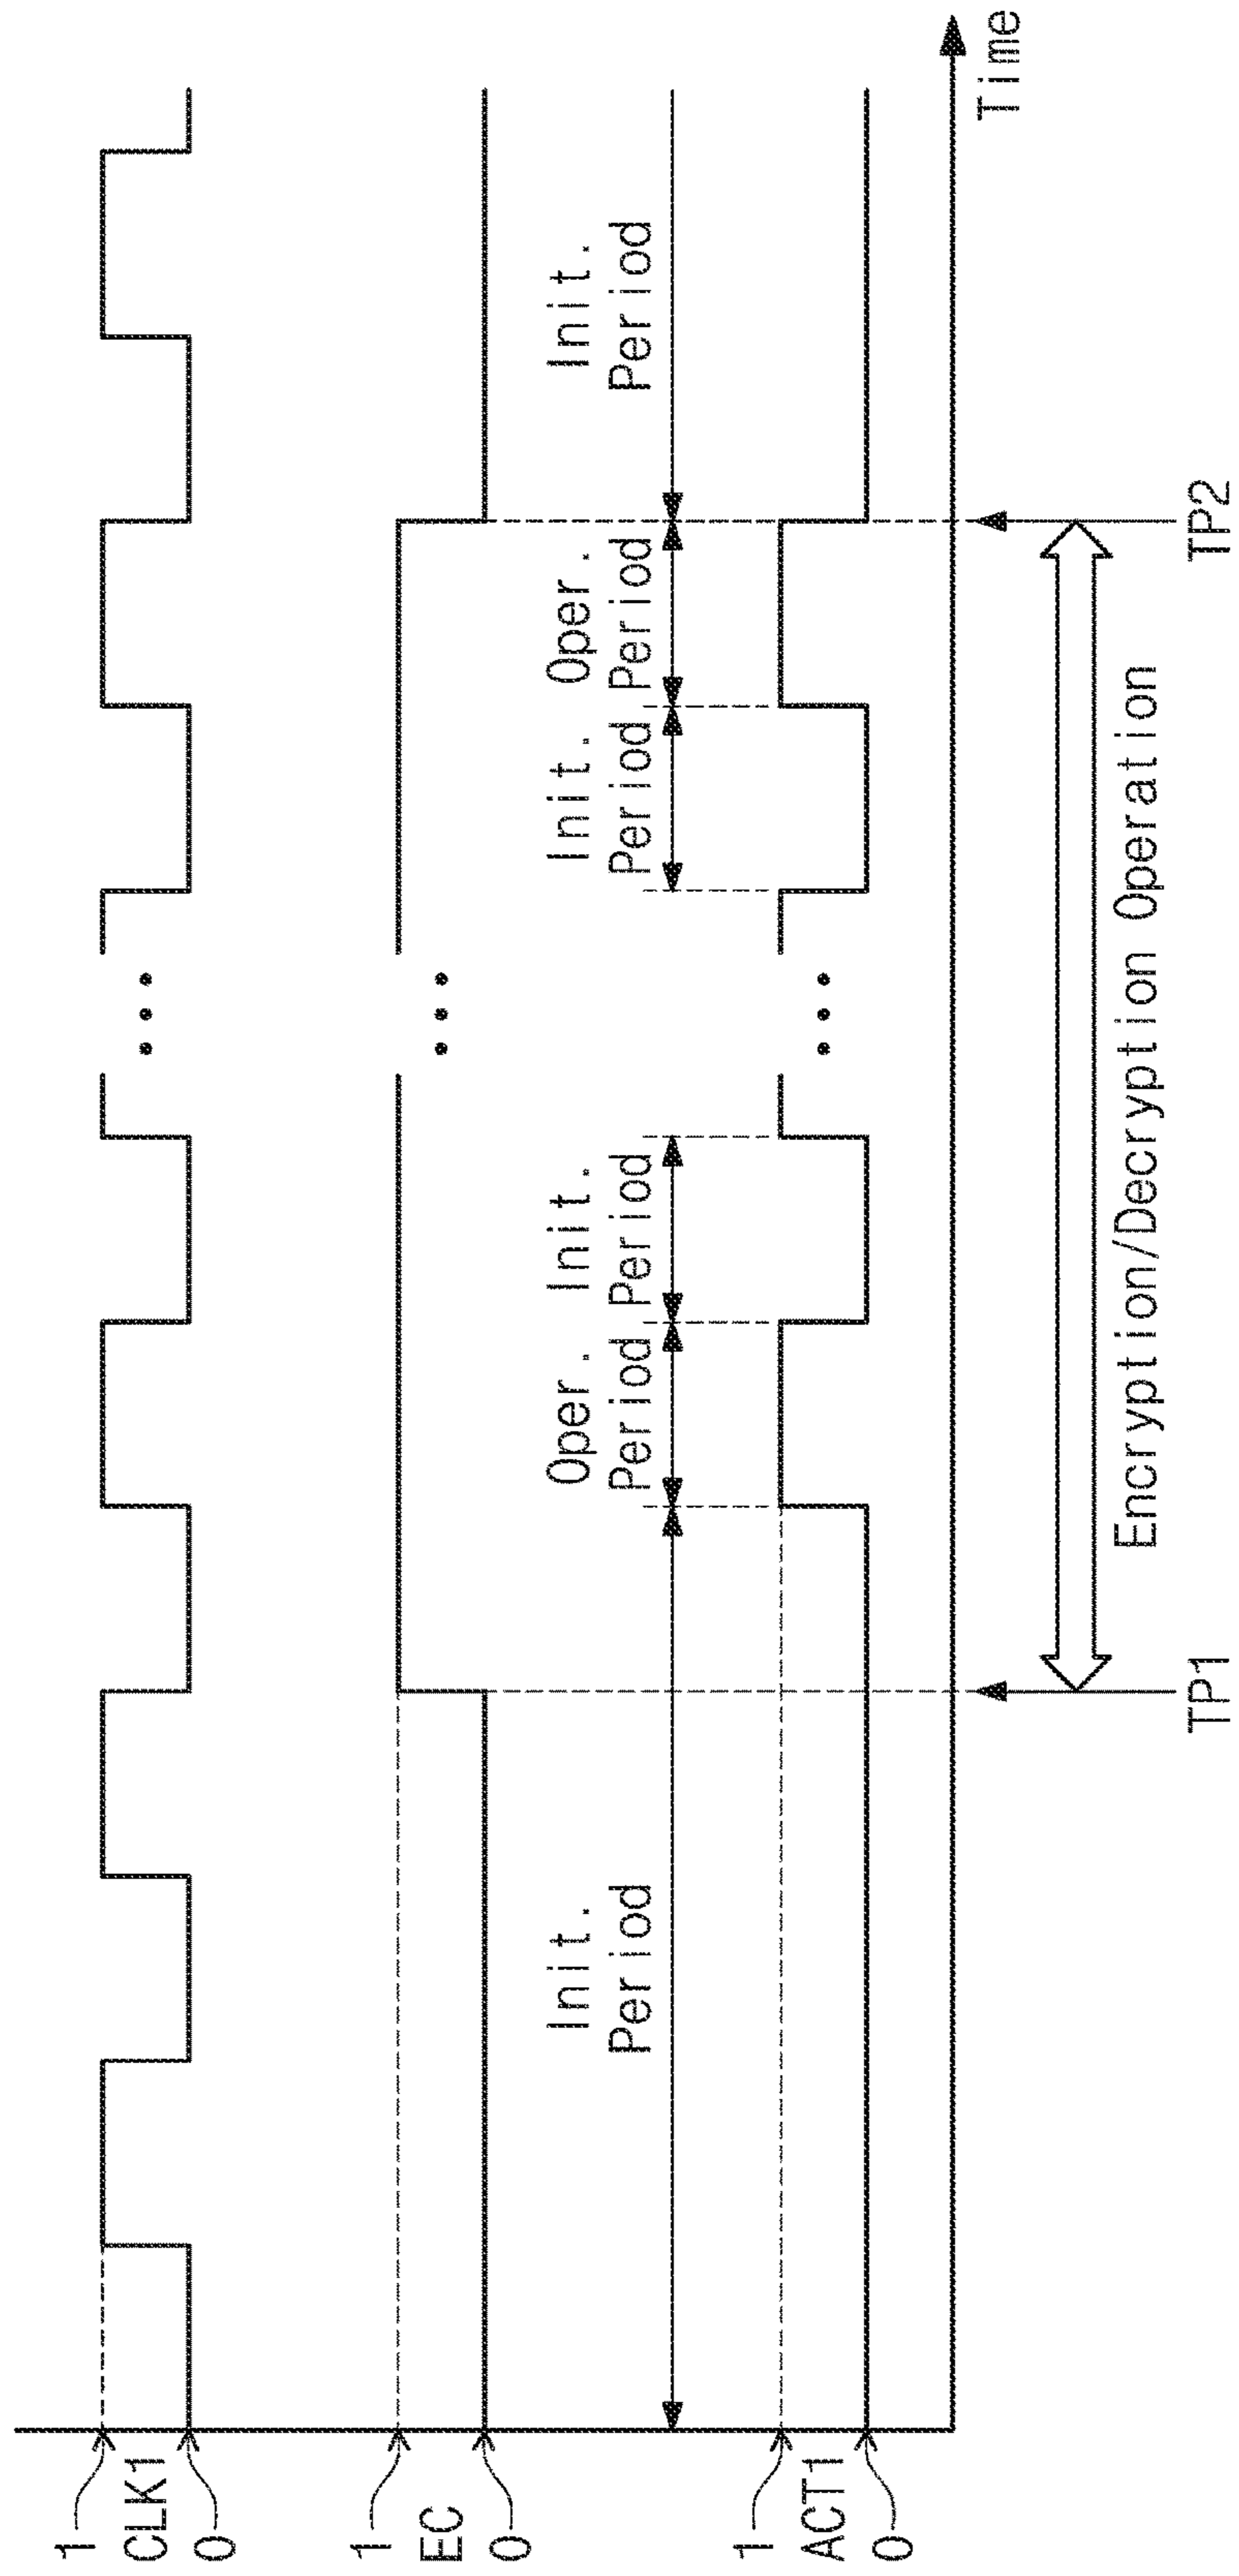 1
CLK1
0
1
EC
0
Init.
Period
Oper.
Period
Init.
Period
Init.
Period
Oper.
Period
Init.
Period
1
ACT1
0
Time
Encryption/Decryption Operation
TP1
TP2